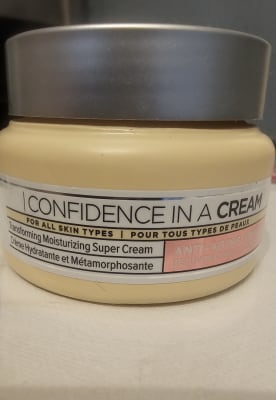 CONFIDENCE IN A CREAM
FOR ALL SKIN TYPES | POUR TOUS TYPES DE PEAUX
Transforming Moisturizing Super Cream
Crème Hydratante et Métamorphosante
ANTI-